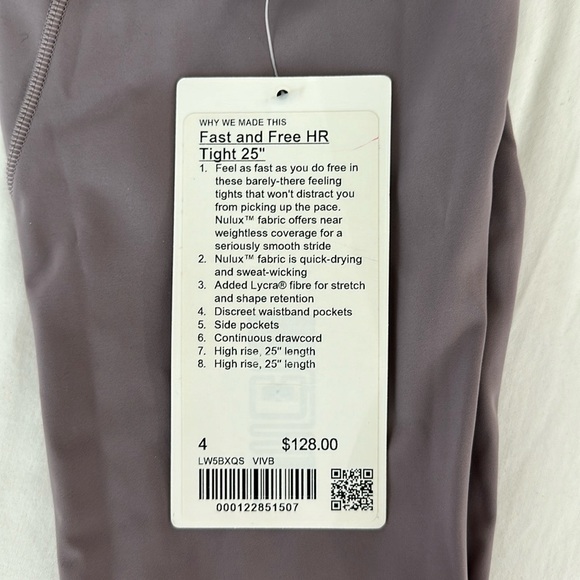 WHY WE MADE THIS
Fast and Free HR
Tight 25"
1. Feel as fast as you do free in
these barely-there feeling
tights that won't distract you
from picking up the pace.
Nulux™ fabric offers near
weightless coverage for a
seriously smooth stride
2. Nulux™ fabric is quick-drying
and sweat-wicking
3. Added Lycra® fibre for stretch
and shape retention
4. Discreet waistband pockets
5. Side pockets
6. Continuous drawcord
7. High rise, 25" length
8. High rise, 25" length
4 $128.00
LW5BXQS VIVB
000122851507